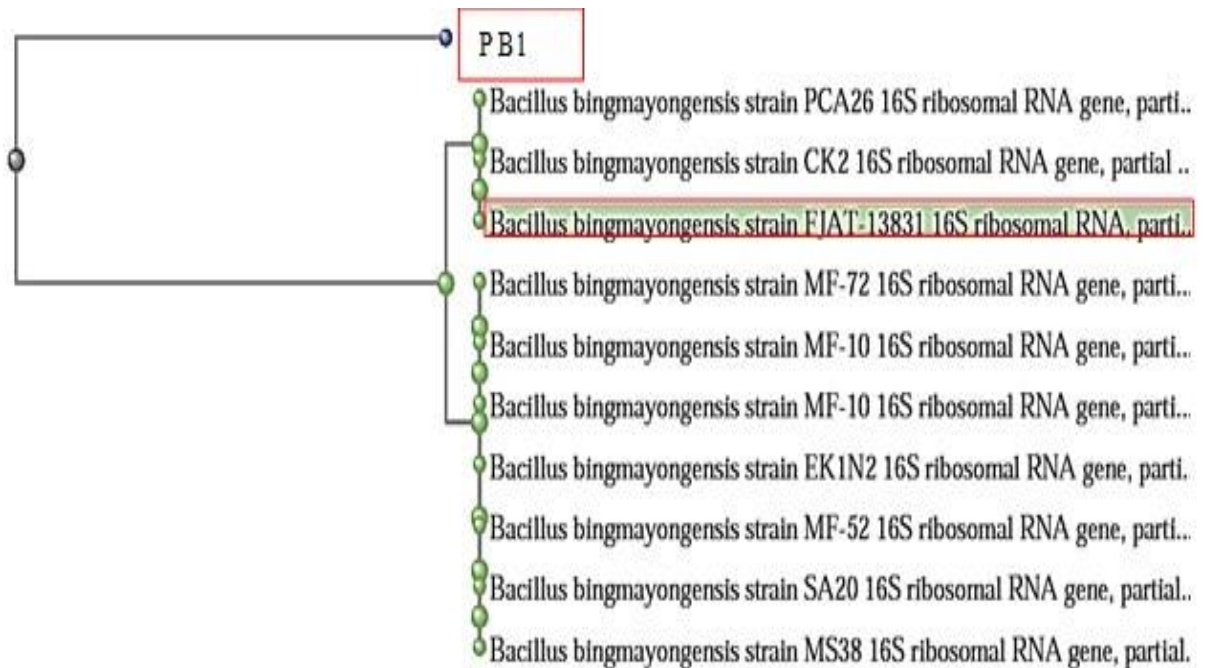 PB1
Bacillus bingmayongensis strain PCA26 16S ribosomal RNA gene, parti..
Bacillus bingmayongensis strain CK2 16S ribosomal RNA gene, partial ..
Bacillus bingmayongensis strain FJAT-13831 16S ribosomal RNA, parti..
Bacillus bingmayongensis strain MF-72 16S ribosomal RNA gene, parti...
Bacillus bingmayongensis strain MF-10 16S ribosomal RNA gene, parti...
Bacillus bingmayongensis strain MF-10 16S ribosomal RNA gene, parti...
Bacillus bingmayongensis strain EK1N2 16S ribosomal RNA gene, parti.
Bacillus bingmayongensis strain MF-52 16S ribosomal RNA gene, parti...
Bacillus bingmayongensis strain SA20 16S ribosomal RNA gene, partial..
Bacillus bingmayongensis strain MS38 16S ribosomal RNA gene, partial.